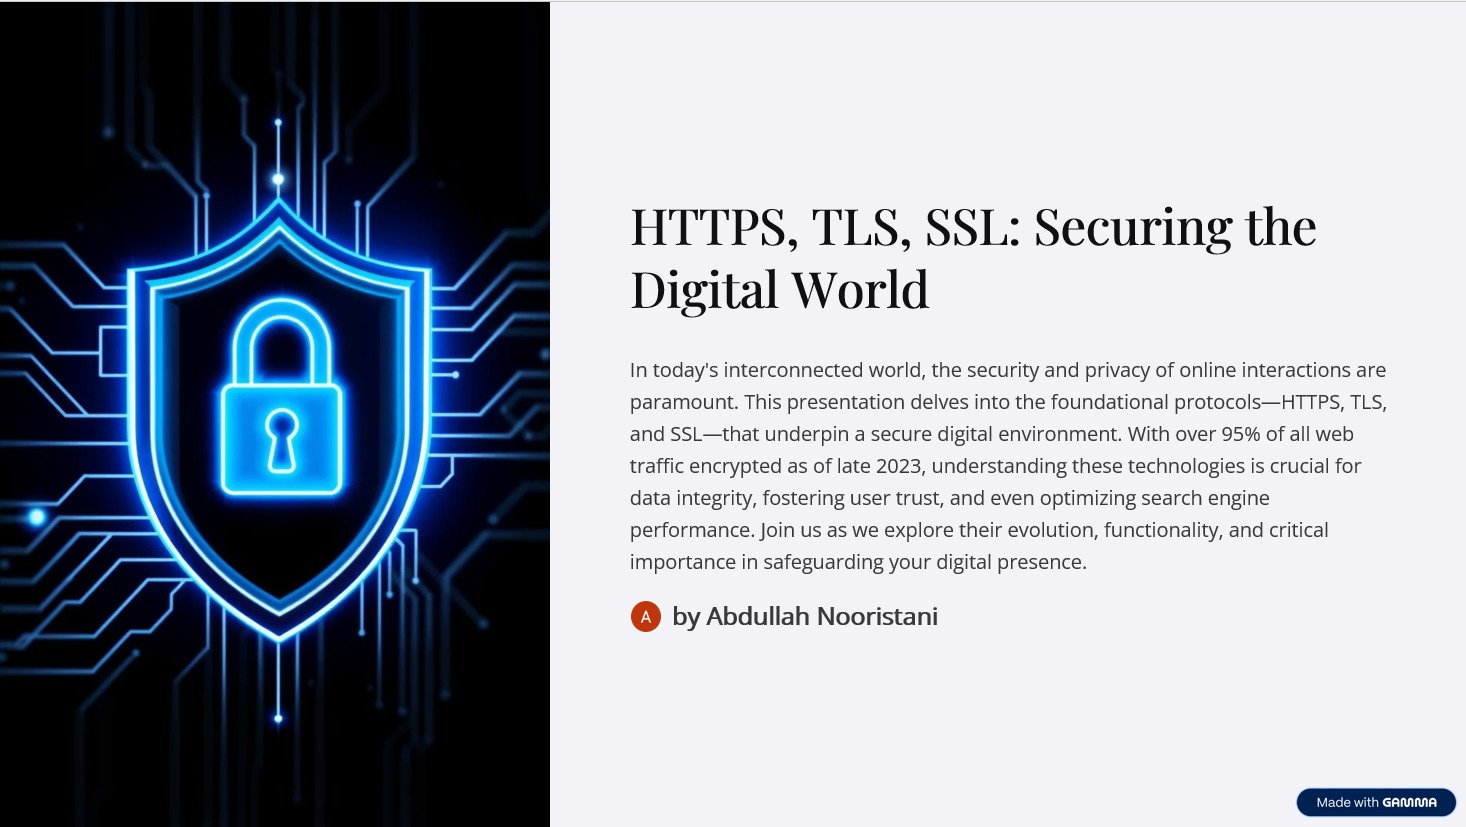 HTTPS, TLS, SSL: Securing the
Digital World
In today's interconnected world, the security and privacy of online interactions are
paramount. This presentation delves into the foundational protocols—HTTPS, TLS,
and SSL—that underpin a secure digital environment. With over 95% of all web
traffic encrypted as of late 2023, understanding these technologies is crucial for
data integrity, fostering user trust, and even optimizing search engine
performance. Join us as we explore their evolution, functionality, and critical
importance in safeguarding your digital presence.
A by Abdullah Nooristani
Made with GAMMA